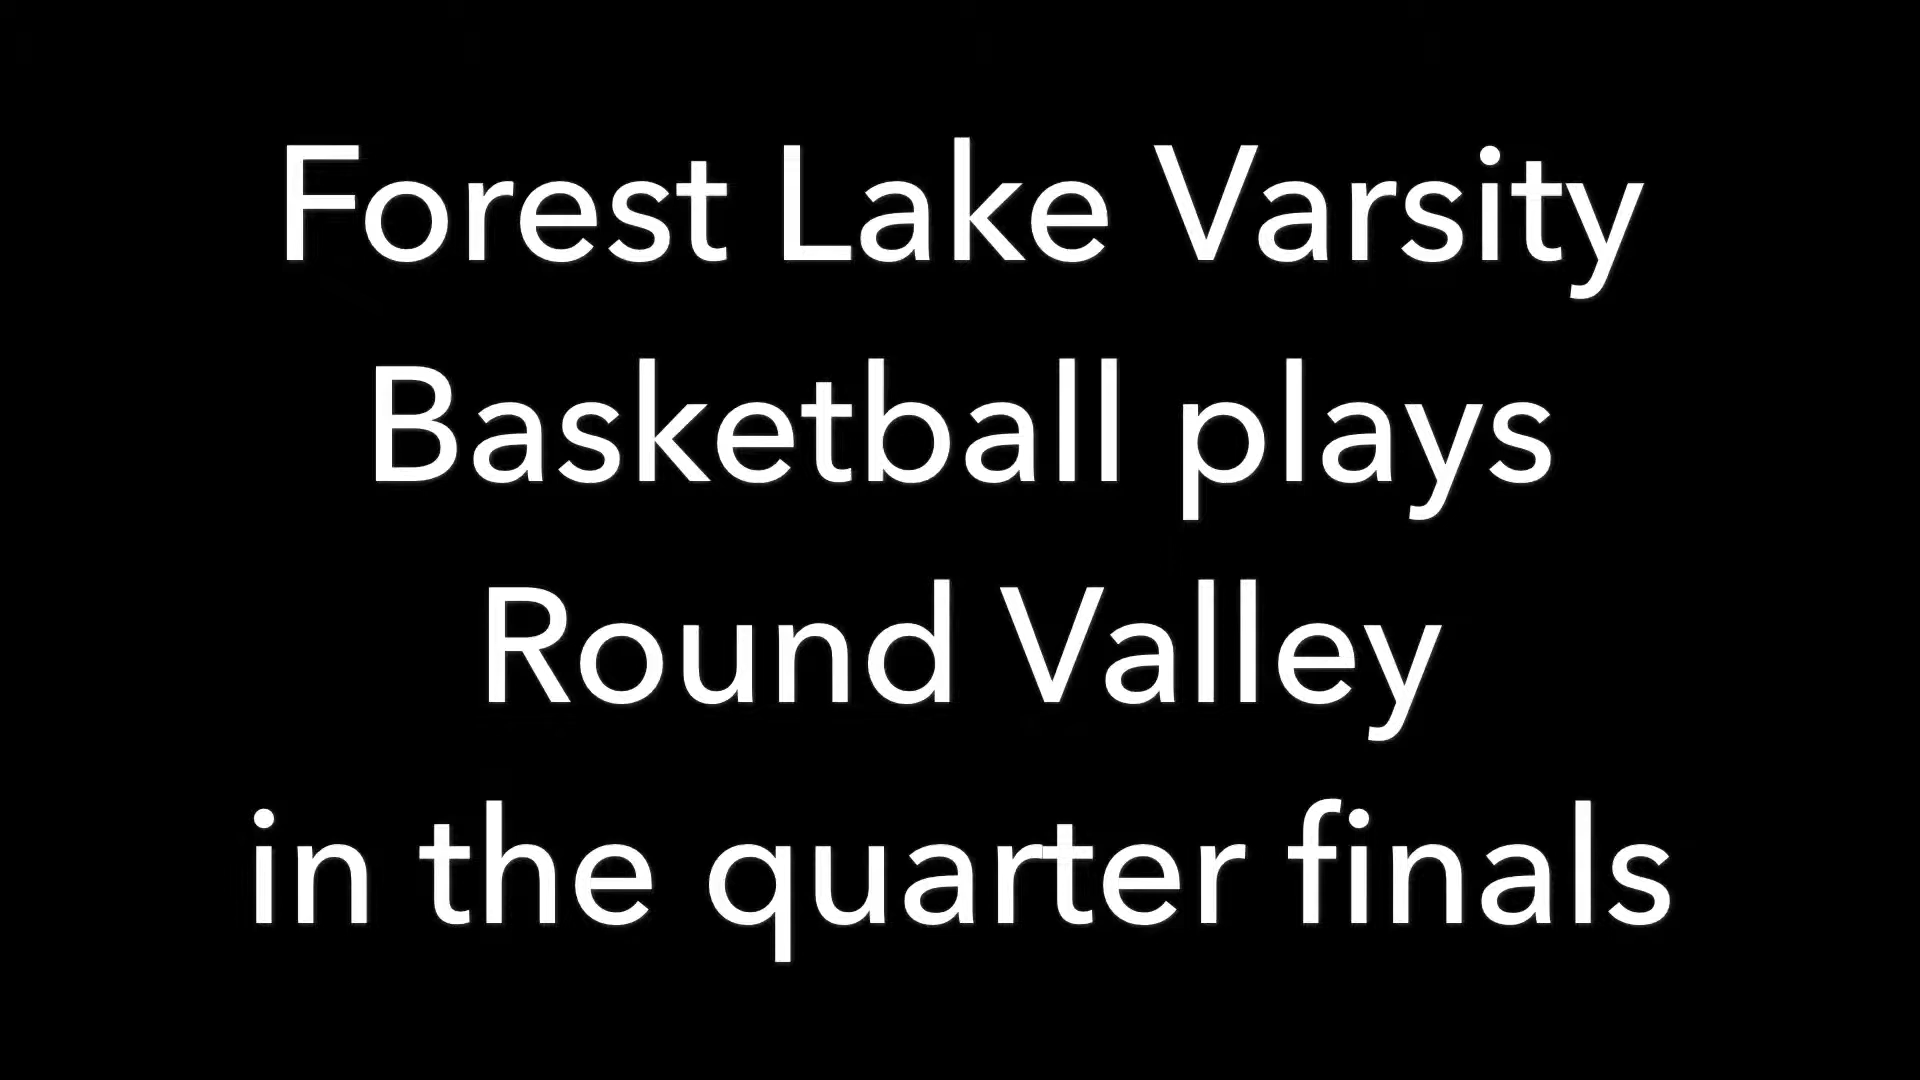 Forest Lake Varsity
Basketball plays
Round Valley
in the quarter finals